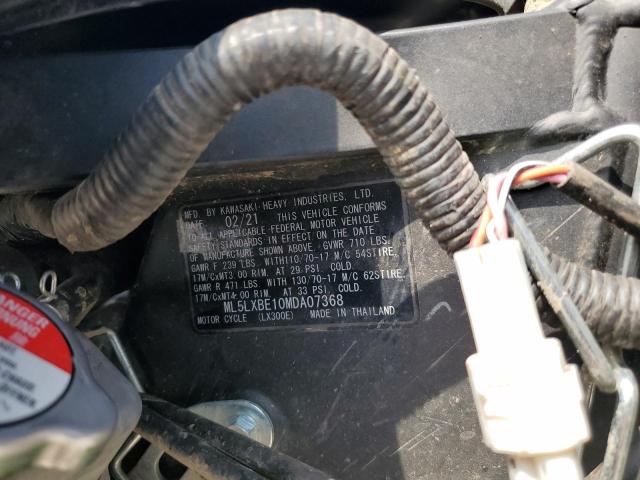 MFD. BY KAWASAKI HEAVY INDUSTRIES, LTD.
DATE 02/21 THIS VEHICLE CONFORMS
TO ALL APPLICABLE FEDERAL MOTOR VEHICLE
SAFETY STANDARDS IN EFFECT ON THE DATE
OF MANUFACTURE SHOWN ABOVE. GVWR 710 LBS.
GAWR F 239 LBS. WITH110/70-17 M/C 54STIRE,
17M/CxMT3.00 RIM AT 29 PSI COLD.
GAWR R 471 LBS. WITH 130/70-17 M/C 62STIRE,
17M/CxMT4.00 RIM AT 33 PSI COLD.
ML5LXBE10MDA07368
MOTOR CYCLE (LX300E) MADE IN THAILAND
DANGER